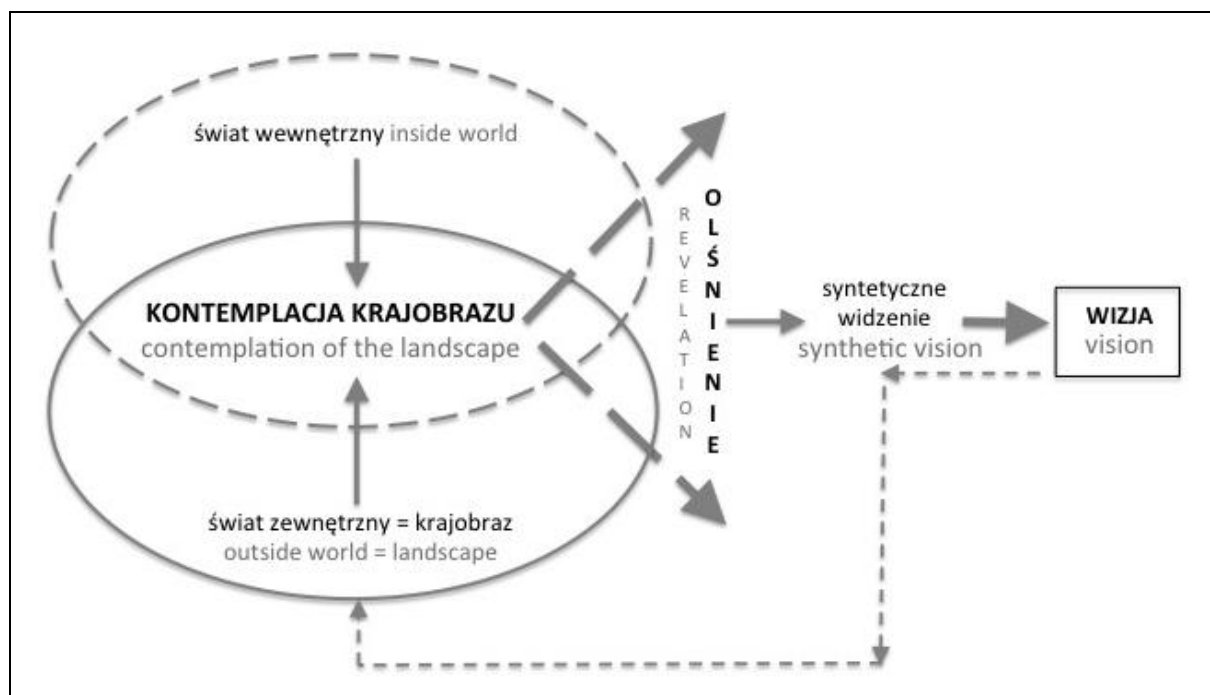 świat wewnętrzny inside world
KONTEMPLACJA KRAJOBRAZU
contemplation of the landscape
świat zewnętrzny = krajobraz
outside world = landscape
REVELATION
OLŚNIENIE
syntetyczne
widzenie
synthetic vision
WIZJA
vision